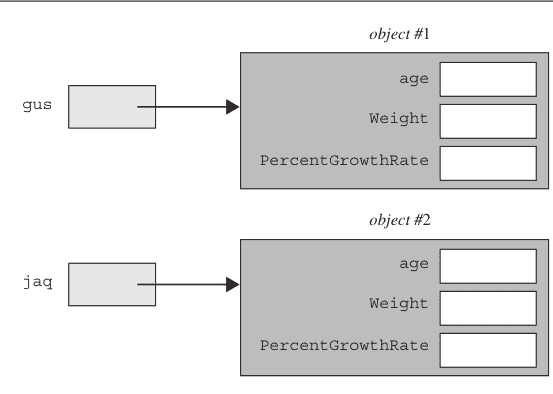 object #1
age
gus
Weight
PercentGrowthRate
object #2
age
jaq
Weight
PercentGrowthRate